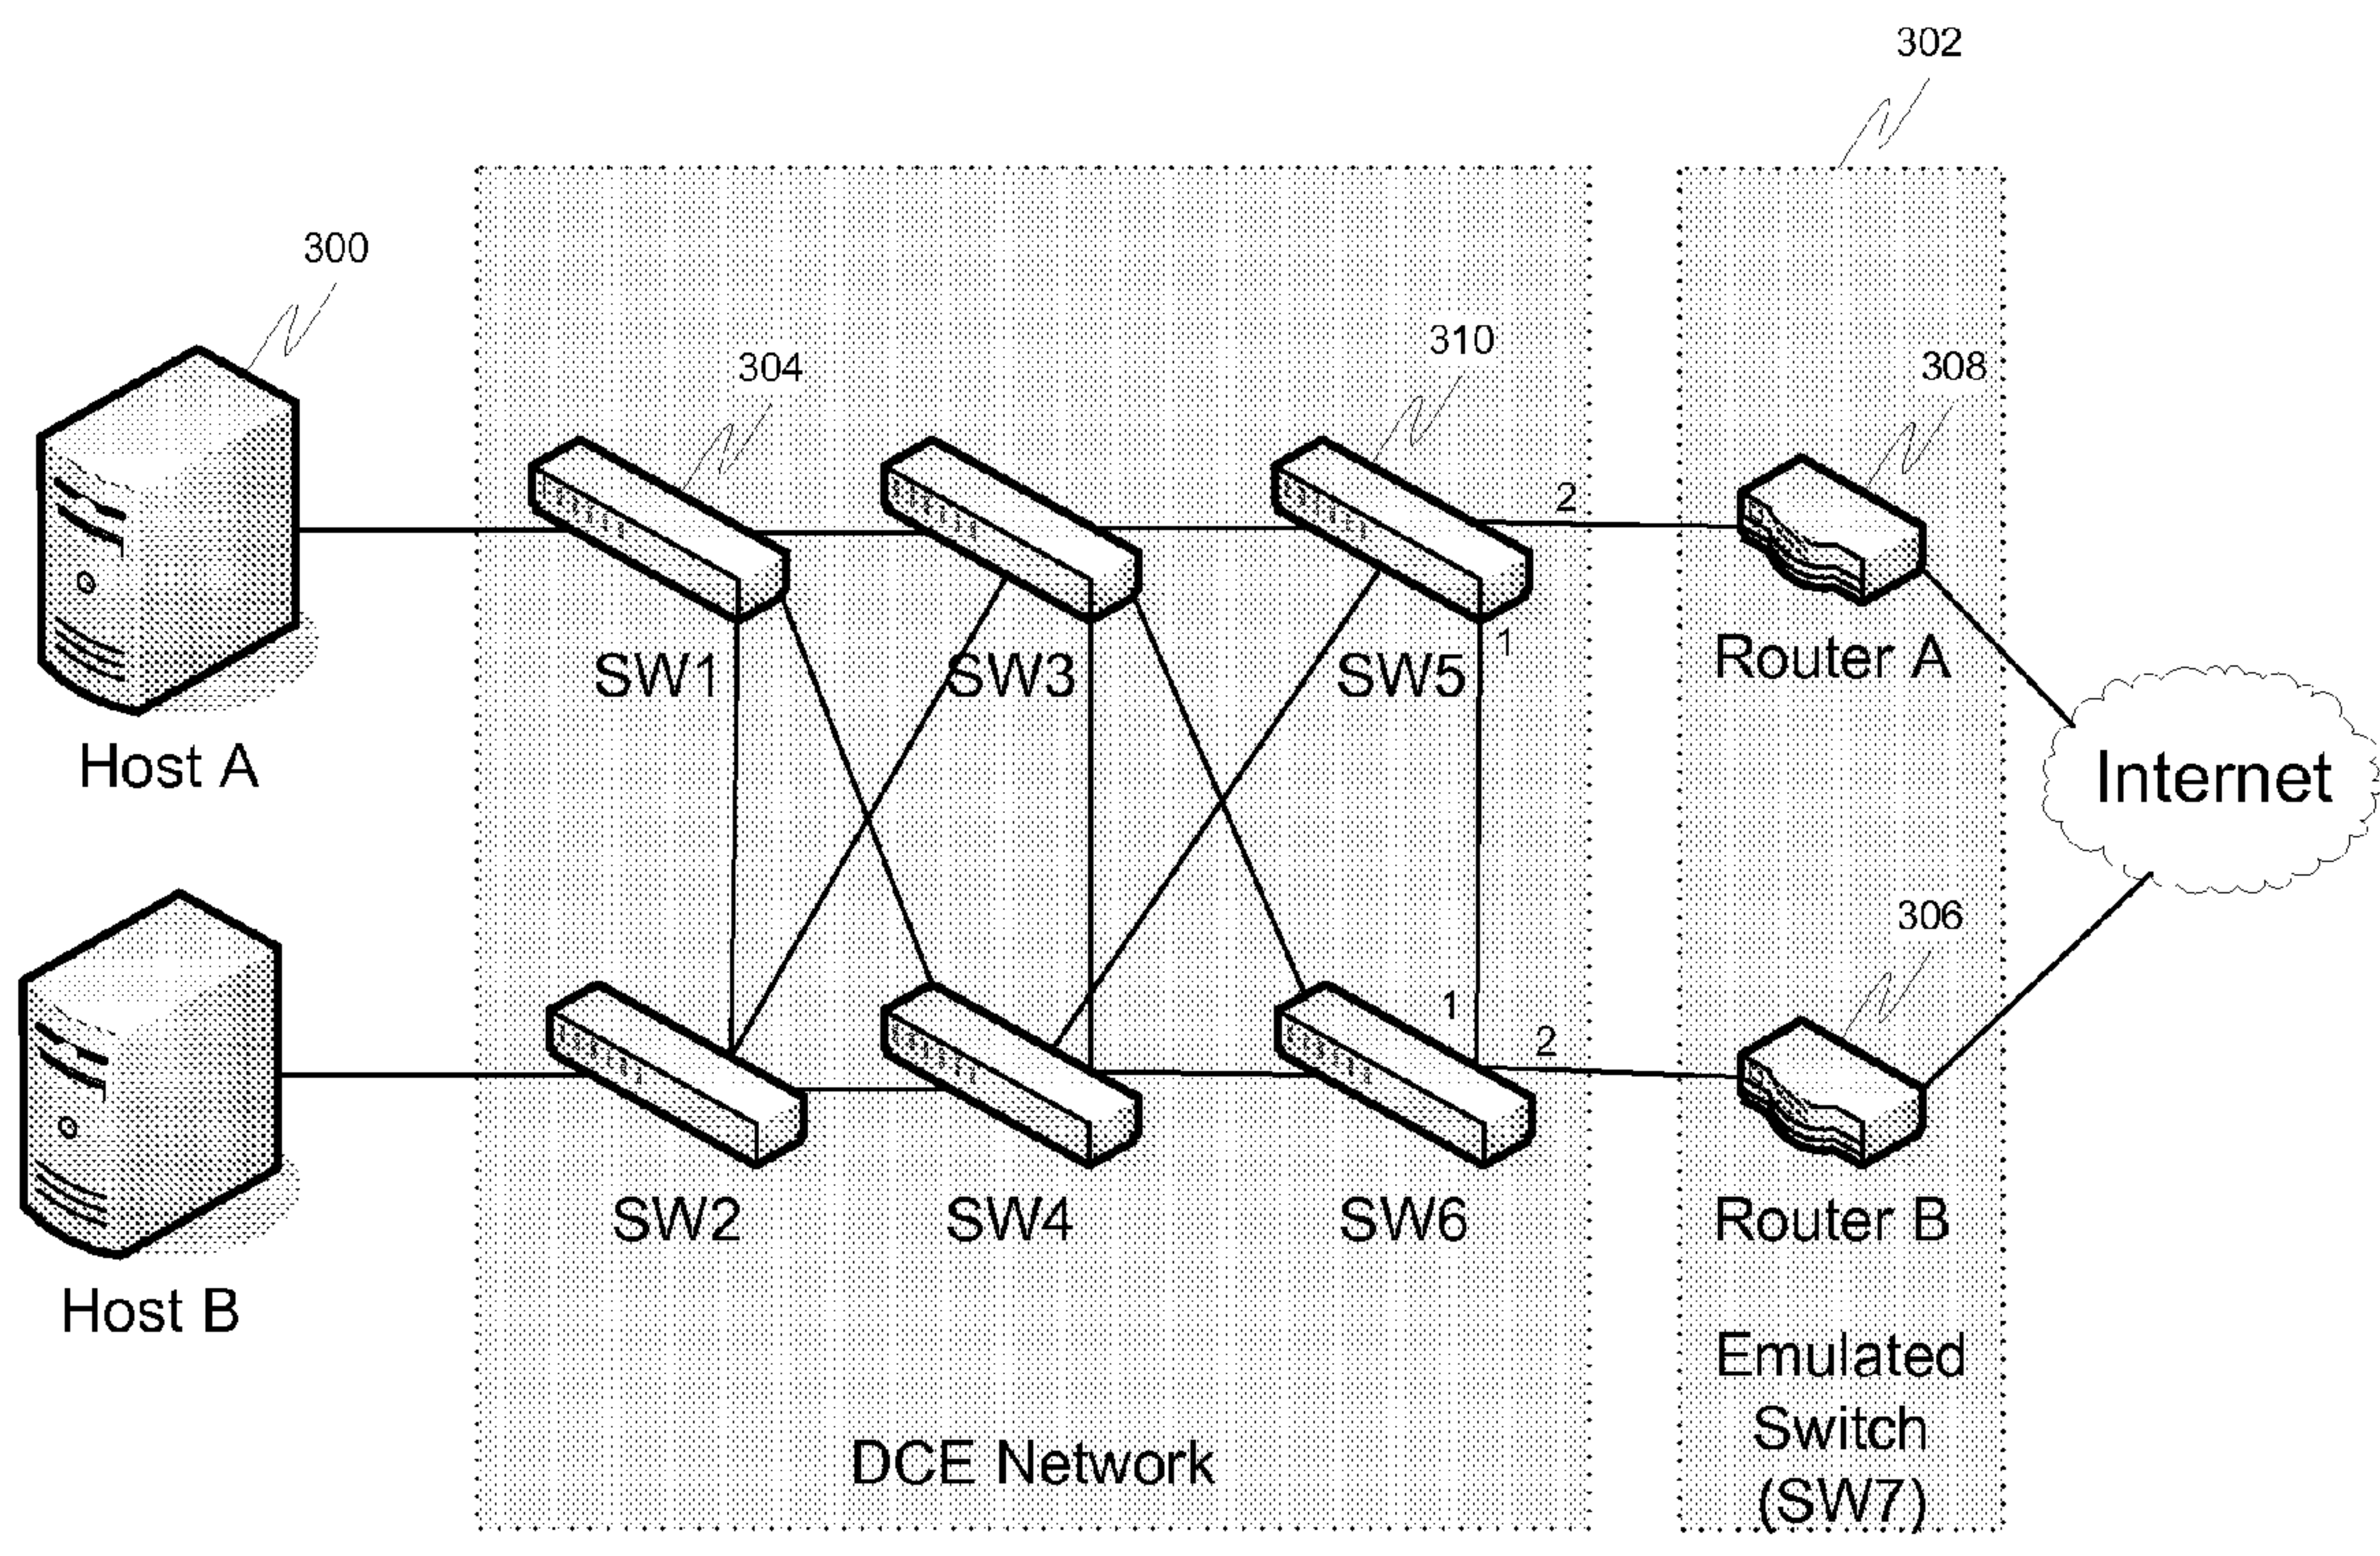 302
300
310
304
308
2
1
SW1
SW3
SW5
Router A
Host A
Internet
306
1
2
SW2
SW4
SW6
Router B
Host B
Emulated
Switch
(SW7)
DCE Network